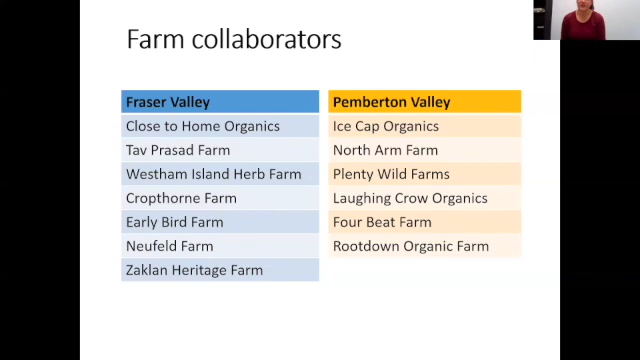 Farm collaborators
Fraser Valley
Close to Home Organics
Tav Prasad Farm
Westham Island Herb Farm
Cropthorne Farm
Early Bird Farm
Neufeld Farm
Zaklan Heritage Farm
Pemberton Valley
Ice Cap Organics
North Arm Farm
Plenty Wild Farms
Laughing Crow Organics
Four Beat Farm
Rootdown Organic Farm